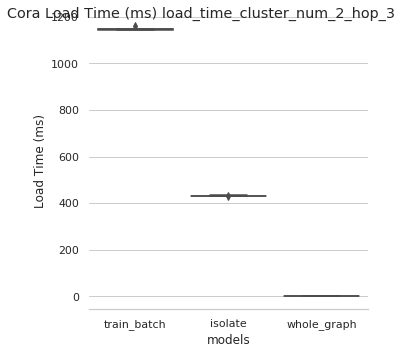 Cora Load Time (ms) load_time_cluster_num_2_hop_3
1200
1000
800
600
400
200
0
Load Time (ms)
train_batch isolate whole_graph
models